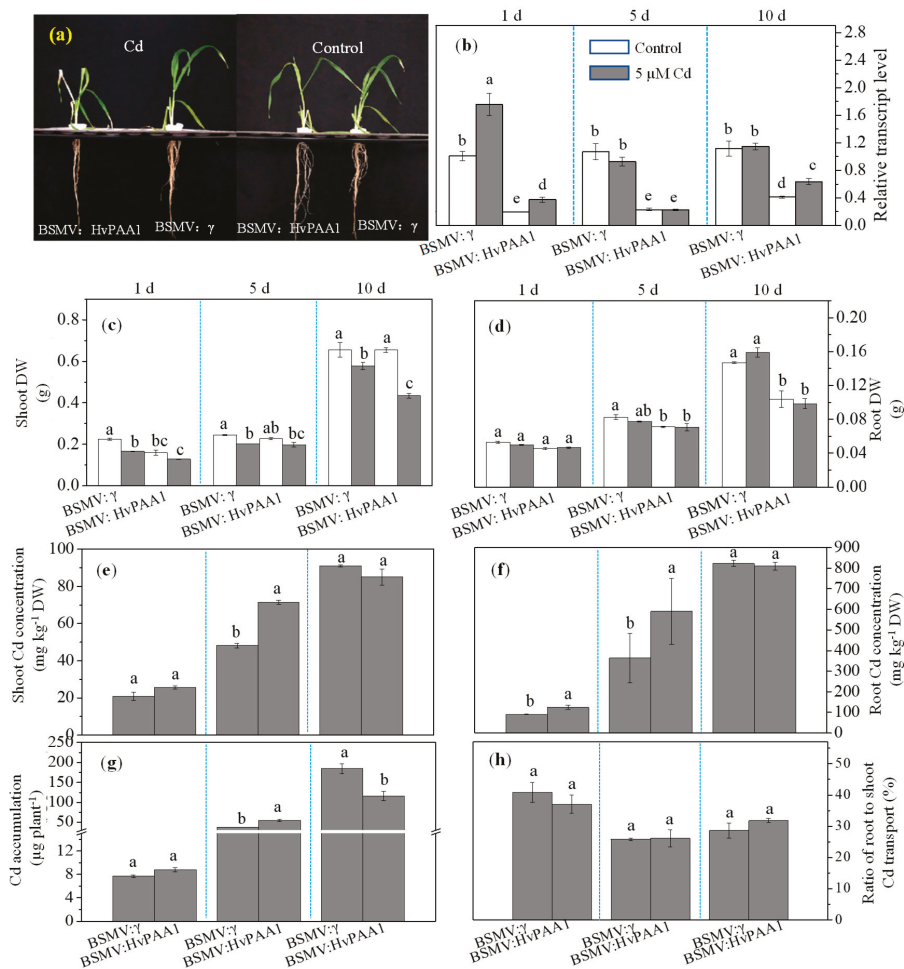 (a)
Cd
Control
BSMV: HvPAA1
BSMV: γ
BSMV: HvPAA1
BSMV: γ
1 d
5 d
10 d
(b)
Control
5 μM Cd
a
b
e
d
b
b
e
e
b
b
d
c
2.8
2.4
2.0
1.6
1.2
0.8
0.4
0.0
Relative transcript level
BSMV: γ
BSMV: HvPAA1
BSMV: γ
BSMV: HvPAA1
BSMV: γ
BSMV: HvPAA1
1 d
5 d
10 d
(c)
Shoot DW
(g)
0.8
0.6
0.4
0.2
0.0
a
b
bc
c
a
b
ab
bc
a
b
a
c
BSMV: γ
BSMV: HvPAA1
BSMV: γ
BSMV: HvPAA1
BSMV: γ
BSMV: HvPAA1
1 d
5 d
10 d
(d)
a
a
a
a
a
ab
b
b
a
a
b
b
0.20
0.16
0.12
0.08
0.04
0.00
Root DW
(g)
BSMV: γ
BSMV: HvPAA1
BSMV: γ
BSMV: HvPAA1
BSMV: γ
BSMV: HvPAA1
(e)
Shoot Cd concentration
(mg kg⁻¹ DW)
100
80
60
40
20
0
a
a
b
a
a
a
(f)
b
a
b
a
a
a
900
800
700
600
500
400
300
200
100
0
Root Cd concentration
(mg kg⁻¹ DW)
(g)
Cd accumulation
(μg plant⁻¹)
250
200
150
100
50
12
8
4
0
a
a
b
a
a
b
BSMV:γ
BSMV:HvPAA1
BSMV:γ
BSMV:HvPAA1
BSMV:γ
BSMV:HvPAA1
(h)
a
a
a
a
a
a
50
40
30
20
10
0
Ratio of root to shoot
Cd transport (%)
BSMV:γ
BSMV:HvPAA1
BSMV:γ
BSMV:HvPAA1
BSMV:γ
BSMV:HvPAA1